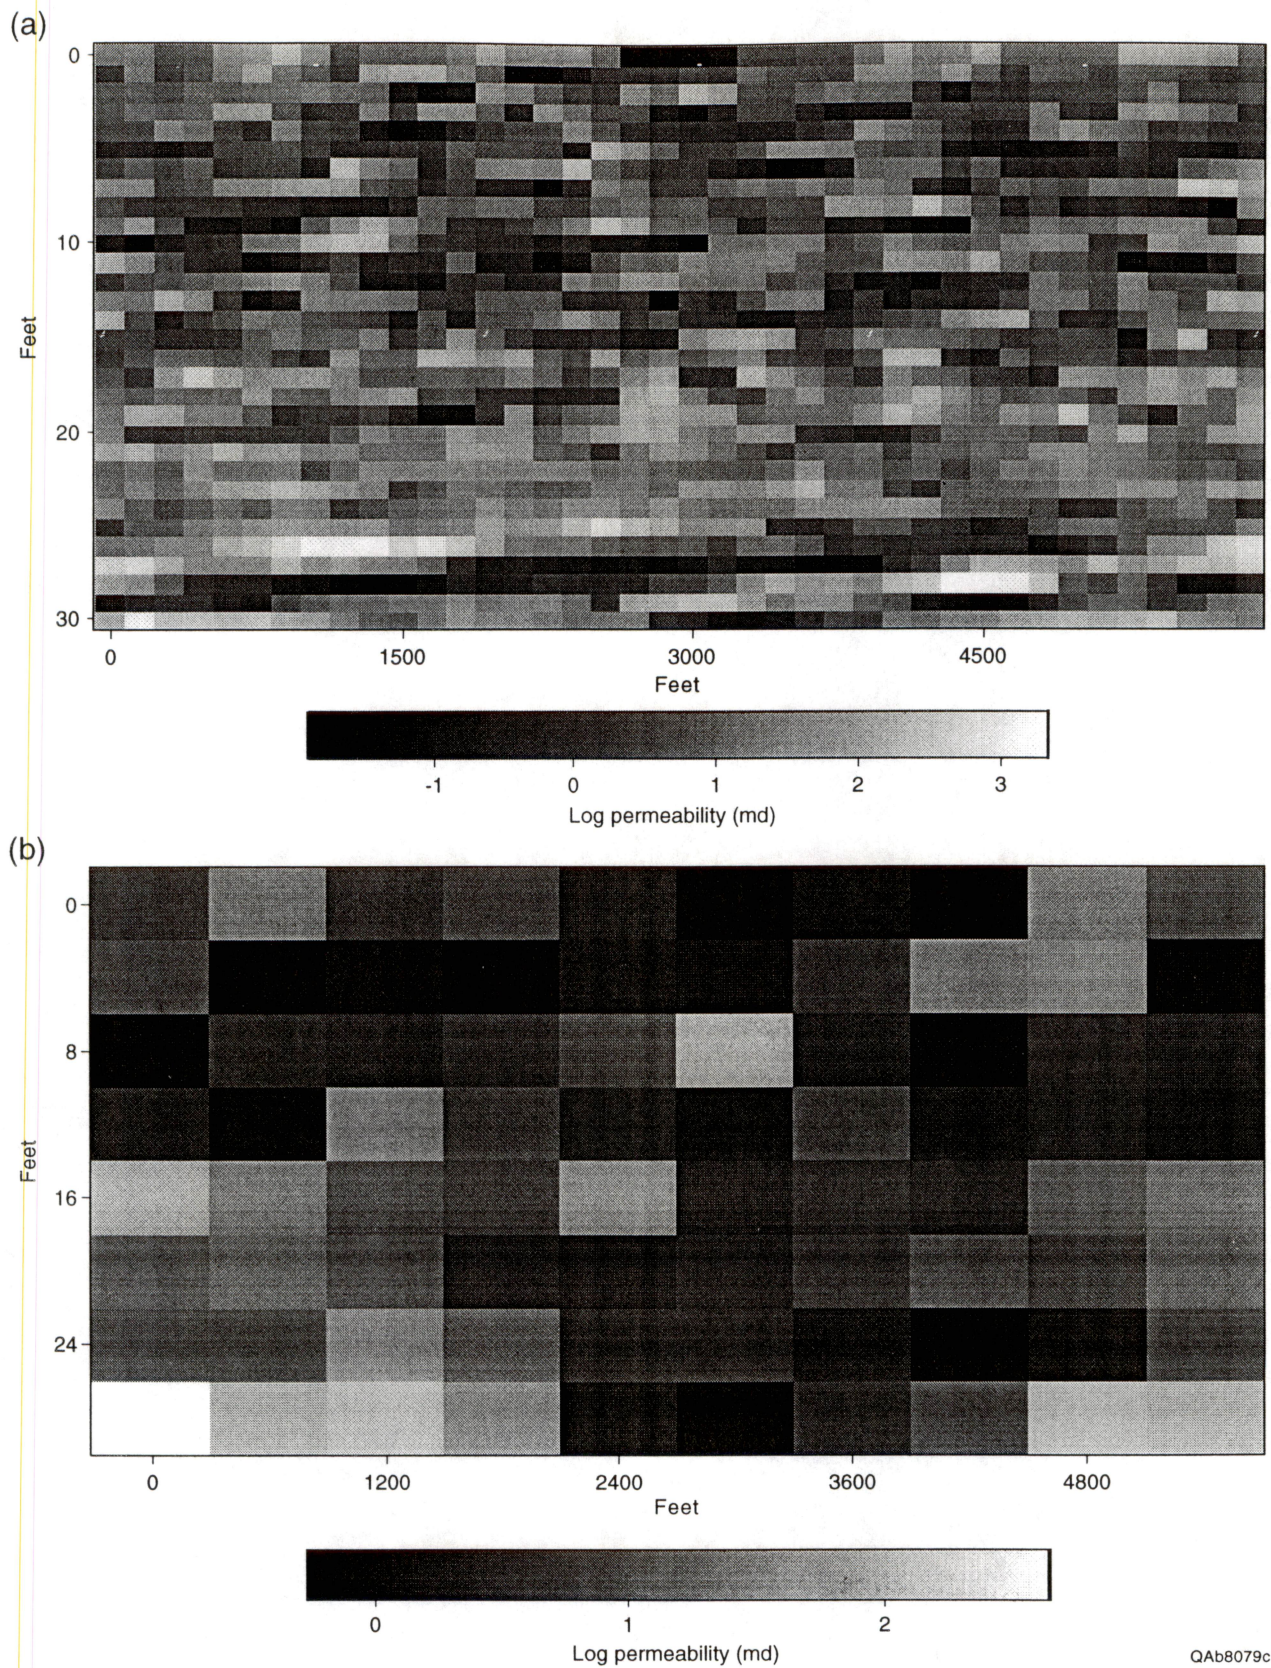 (a)
0
10
20
30
Feet
0 1500 3000 4500
Feet
-1 0 1 2 3
Log permeability (md)
(b)
0
8
16
24
Feet
0 1200 2400 3600 4800
Feet
0 1 2
Log permeability (md)
QAb8079c